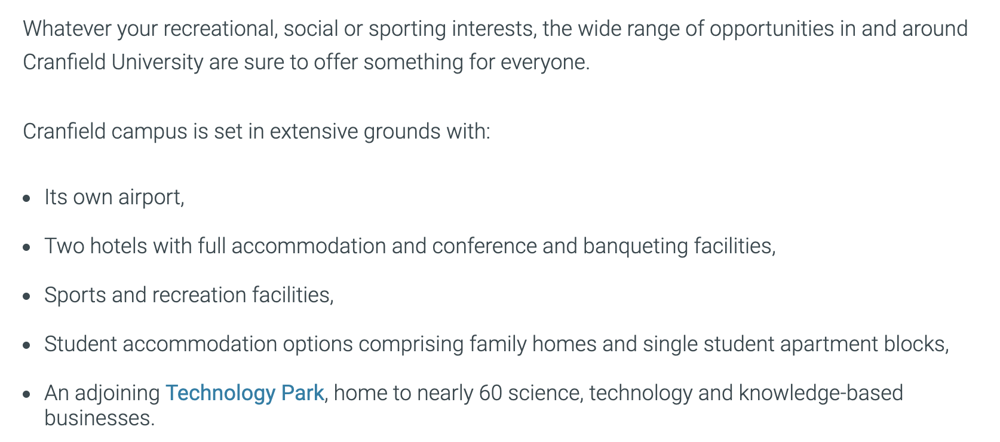 Whatever your recreational, social or sporting interests, the wide range of opportunities in and around
Cranfield University are sure to offer something for everyone.
Cranfield campus is set in extensive grounds with:
• Its own airport,
• Two hotels with full accommodation and conference and banqueting facilities,
• Sports and recreation facilities,
• Student accommodation options comprising family homes and single student apartment blocks,
• An adjoining Technology Park, home to nearly 60 science, technology and knowledge-based
businesses.